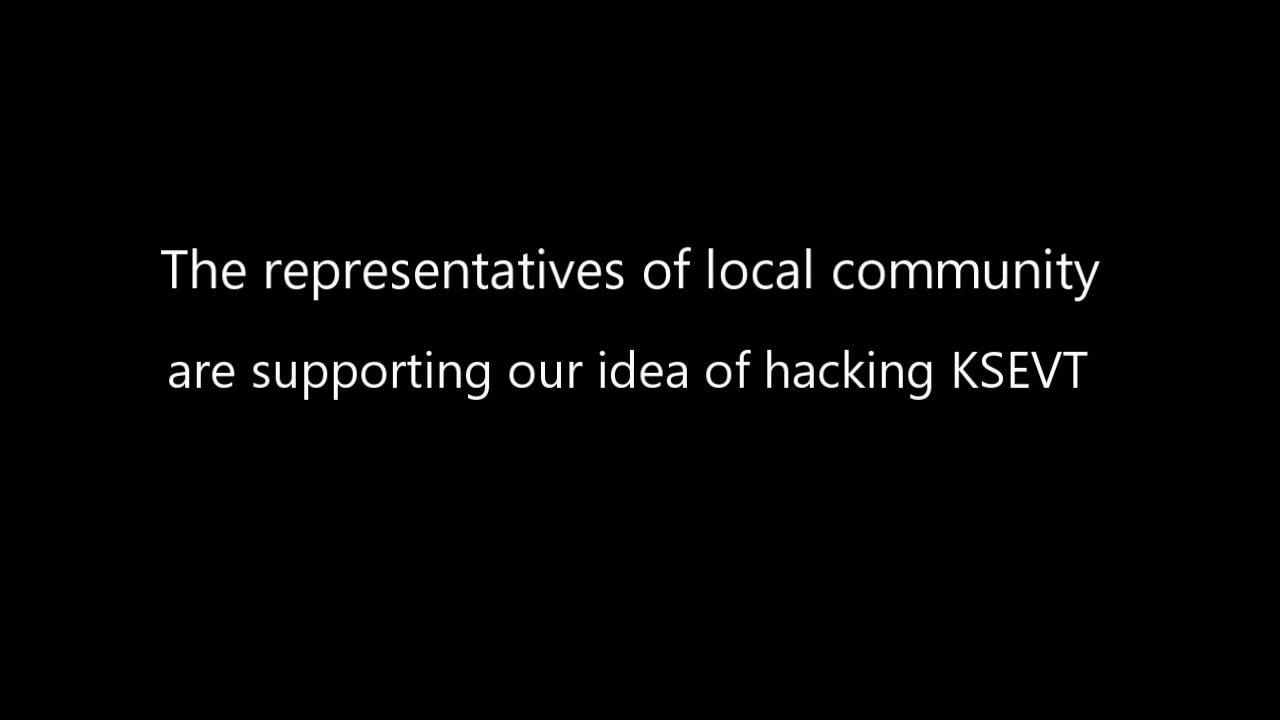 The representatives of local community
are supporting our idea of hacking KSEVT